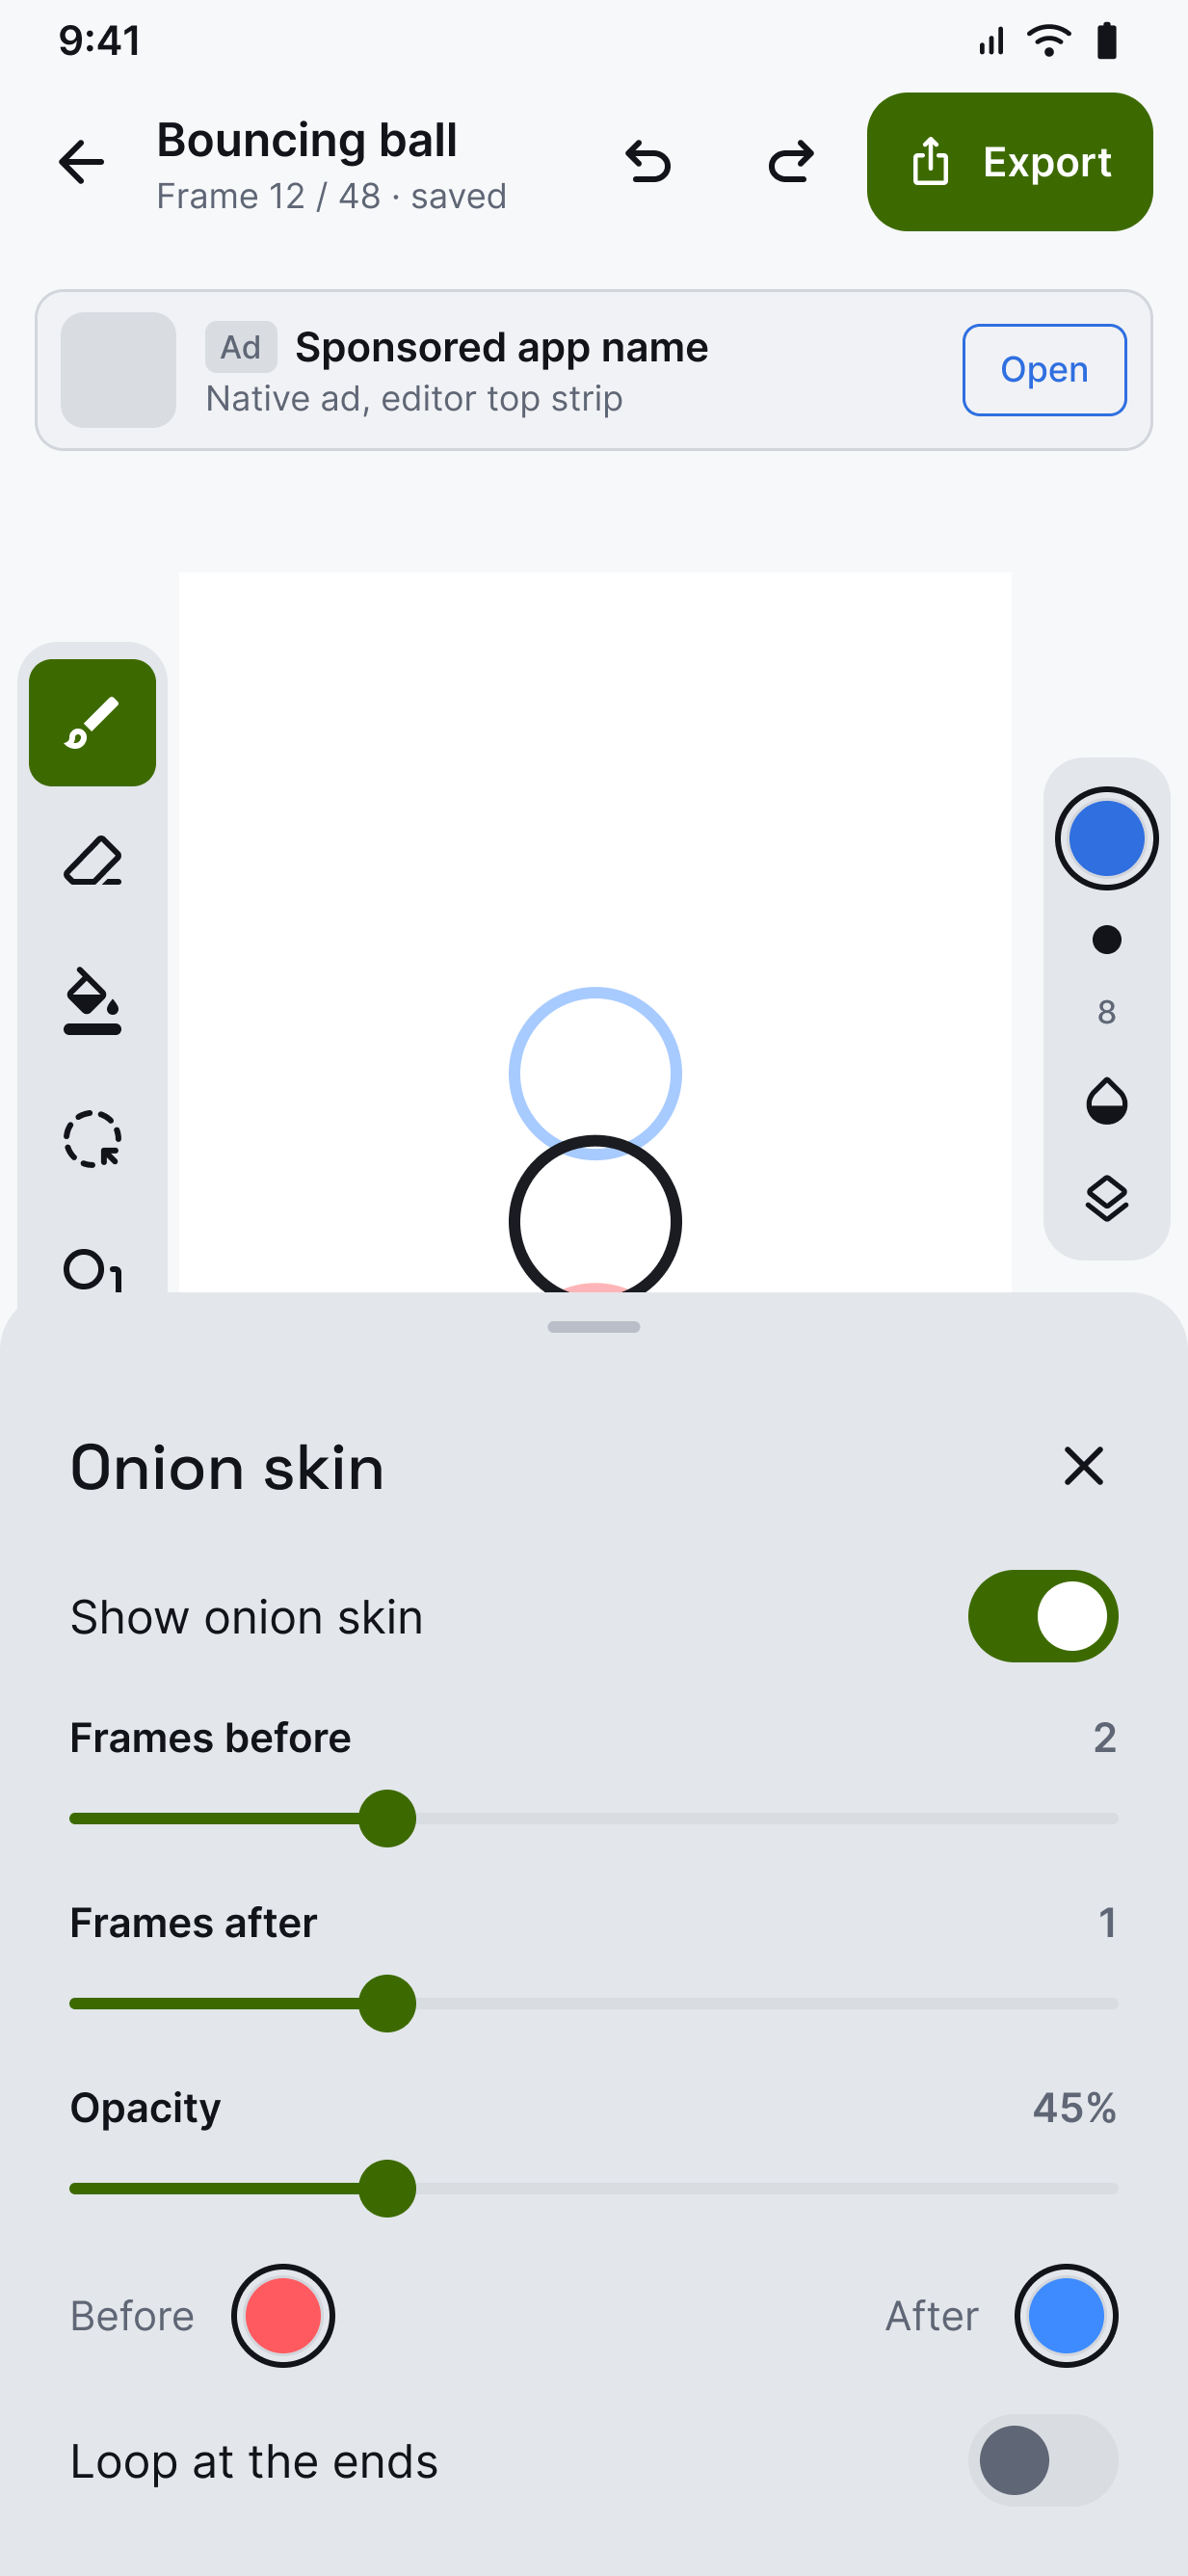 9:41
Bouncing ball
Frame 12 / 48 · saved
Export
Ad Sponsored app name
Native ad, editor top strip
Open
8
Onion skin
Show onion skin
Frames before 2
Frames after 1
Opacity 45%
Before After
Loop at the ends